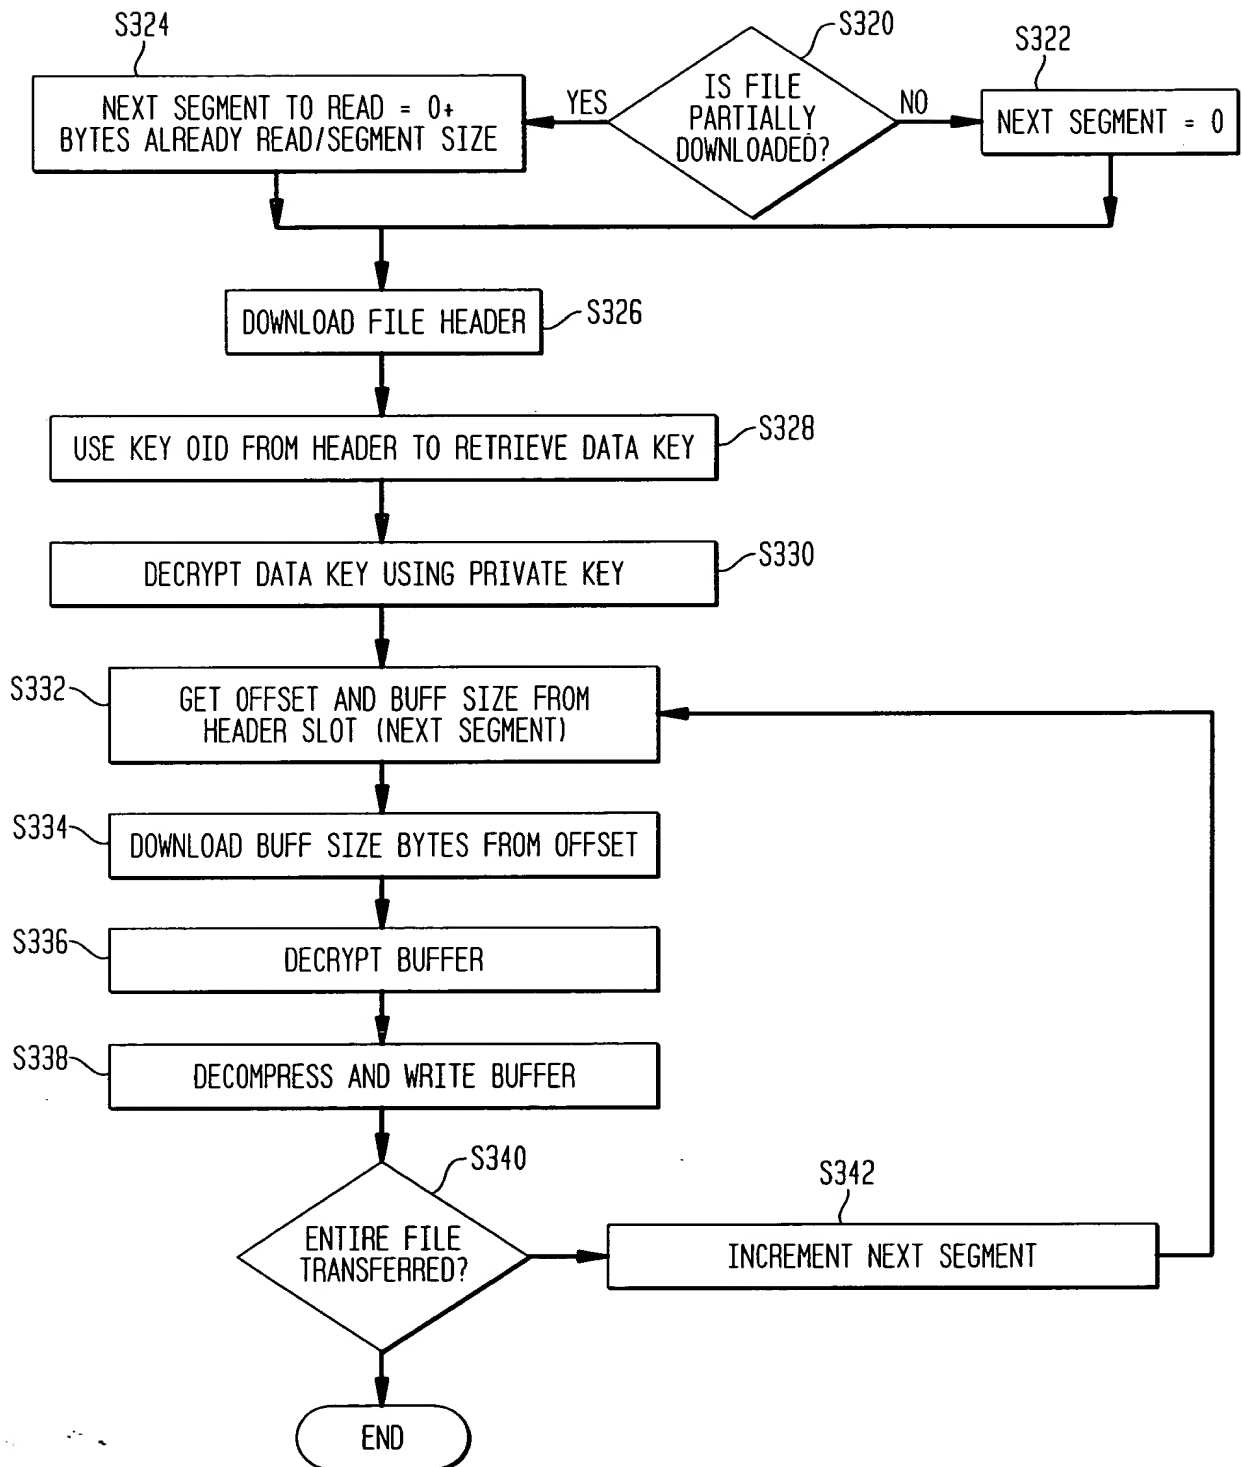 S324
NEXT SEGMENT TO READ = 0+
BYTES ALREADY READ/SEGMENT SIZE
YES
S320
IS FILE
PARTIALLY
DOWNLOADED?
NO
S322
NEXT SEGMENT = 0
DOWNLOAD FILE HEADER
S326
USE KEY OID FROM HEADER TO RETRIEVE DATA KEY
S328
DECRYPT DATA KEY USING PRIVATE KEY
S330
S332
GET OFFSET AND BUFF SIZE FROM
HEADER SLOT (NEXT SEGMENT)
S334
DOWNLOAD BUFF SIZE BYTES FROM OFFSET
S336
DECRYPT BUFFER
S338
DECOMPRESS AND WRITE BUFFER
S340
ENTIRE FILE
TRANSFERRED?
S342
INCREMENT NEXT SEGMENT
END